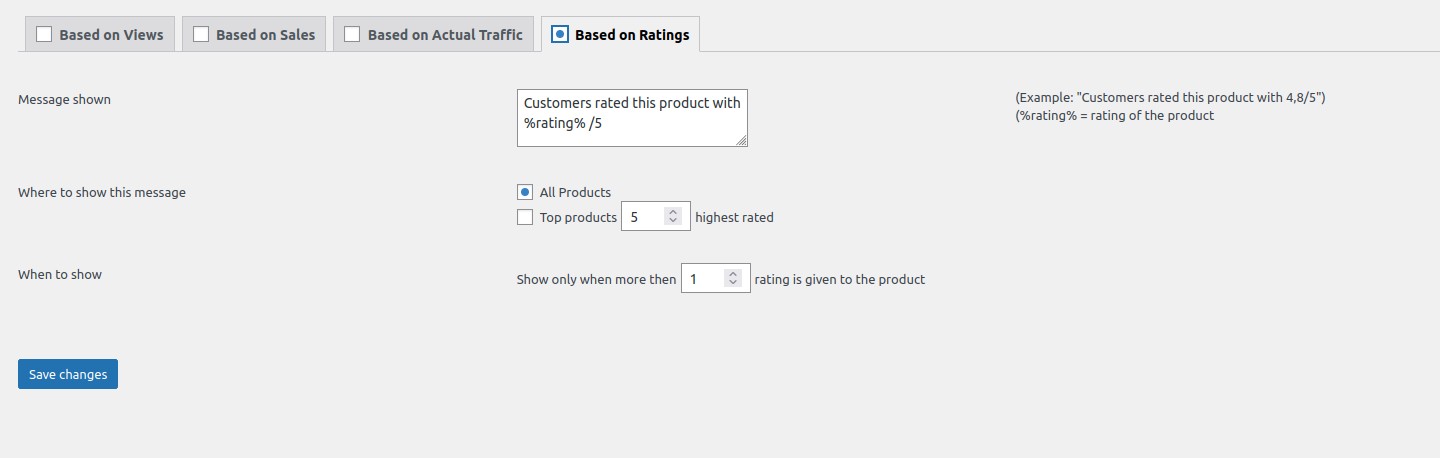 Based on Views Based on Sales Based on Actual Traffic Based on Ratings
Message shown
Customers rated this product with
%rating% /5
(Example: "Customers rated this product with 4,8/5")
(%rating% = rating of the product
Where to show this message
All Products
Top products 5 highest rated
When to show
Show only when more then 1 rating is given to the product
Save changes